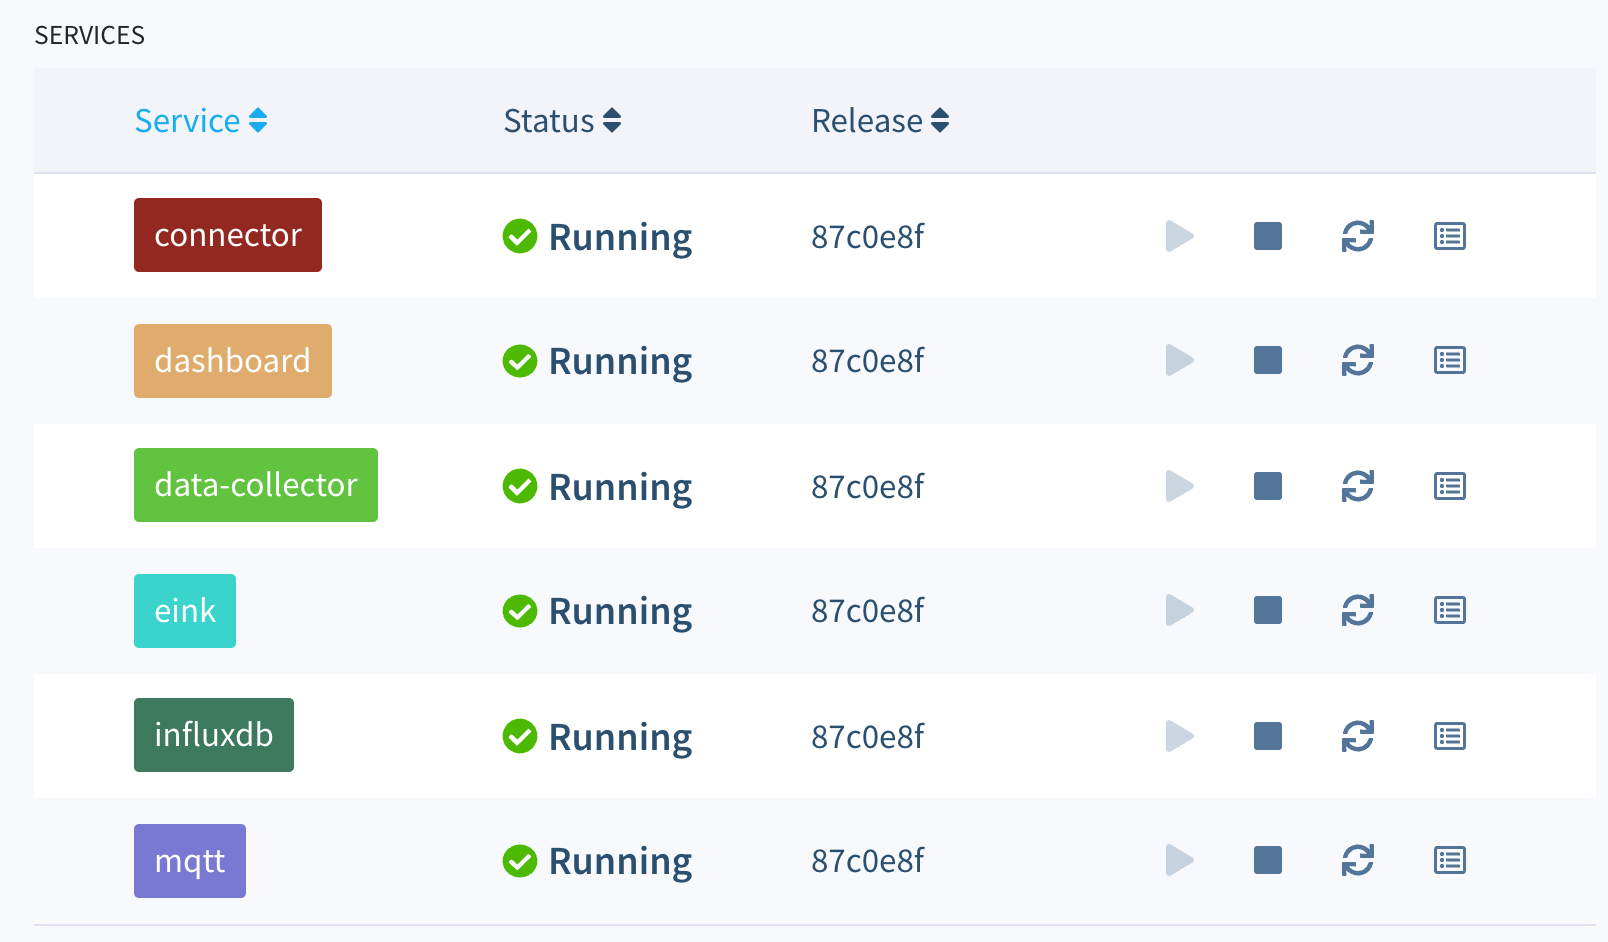 SERVICES
Service Status Release
connector Running 87c0e8f
dashboard Running 87c0e8f
data-collector Running 87c0e8f
eink Running 87c0e8f
influxdb Running 87c0e8f
mqtt Running 87c0e8f